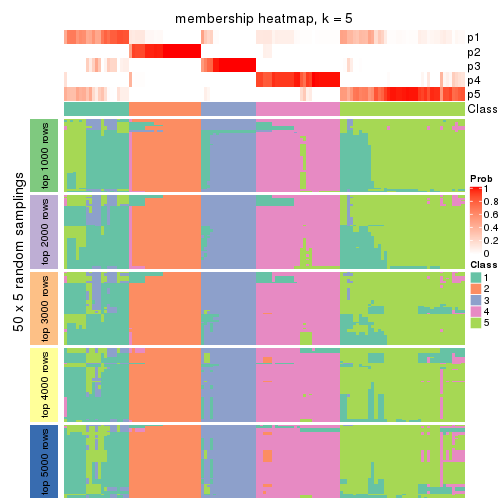 membership heatmap, k = 5
p1
p2
p3
p4
p5
Class
50 x 5 random samplings
top 1000 rows
top 2000 rows
top 3000 rows
top 4000 rows
top 5000 rows
Prob
1
0.8
0.6
0.4
0.2
0
Class
1
2
3
4
5